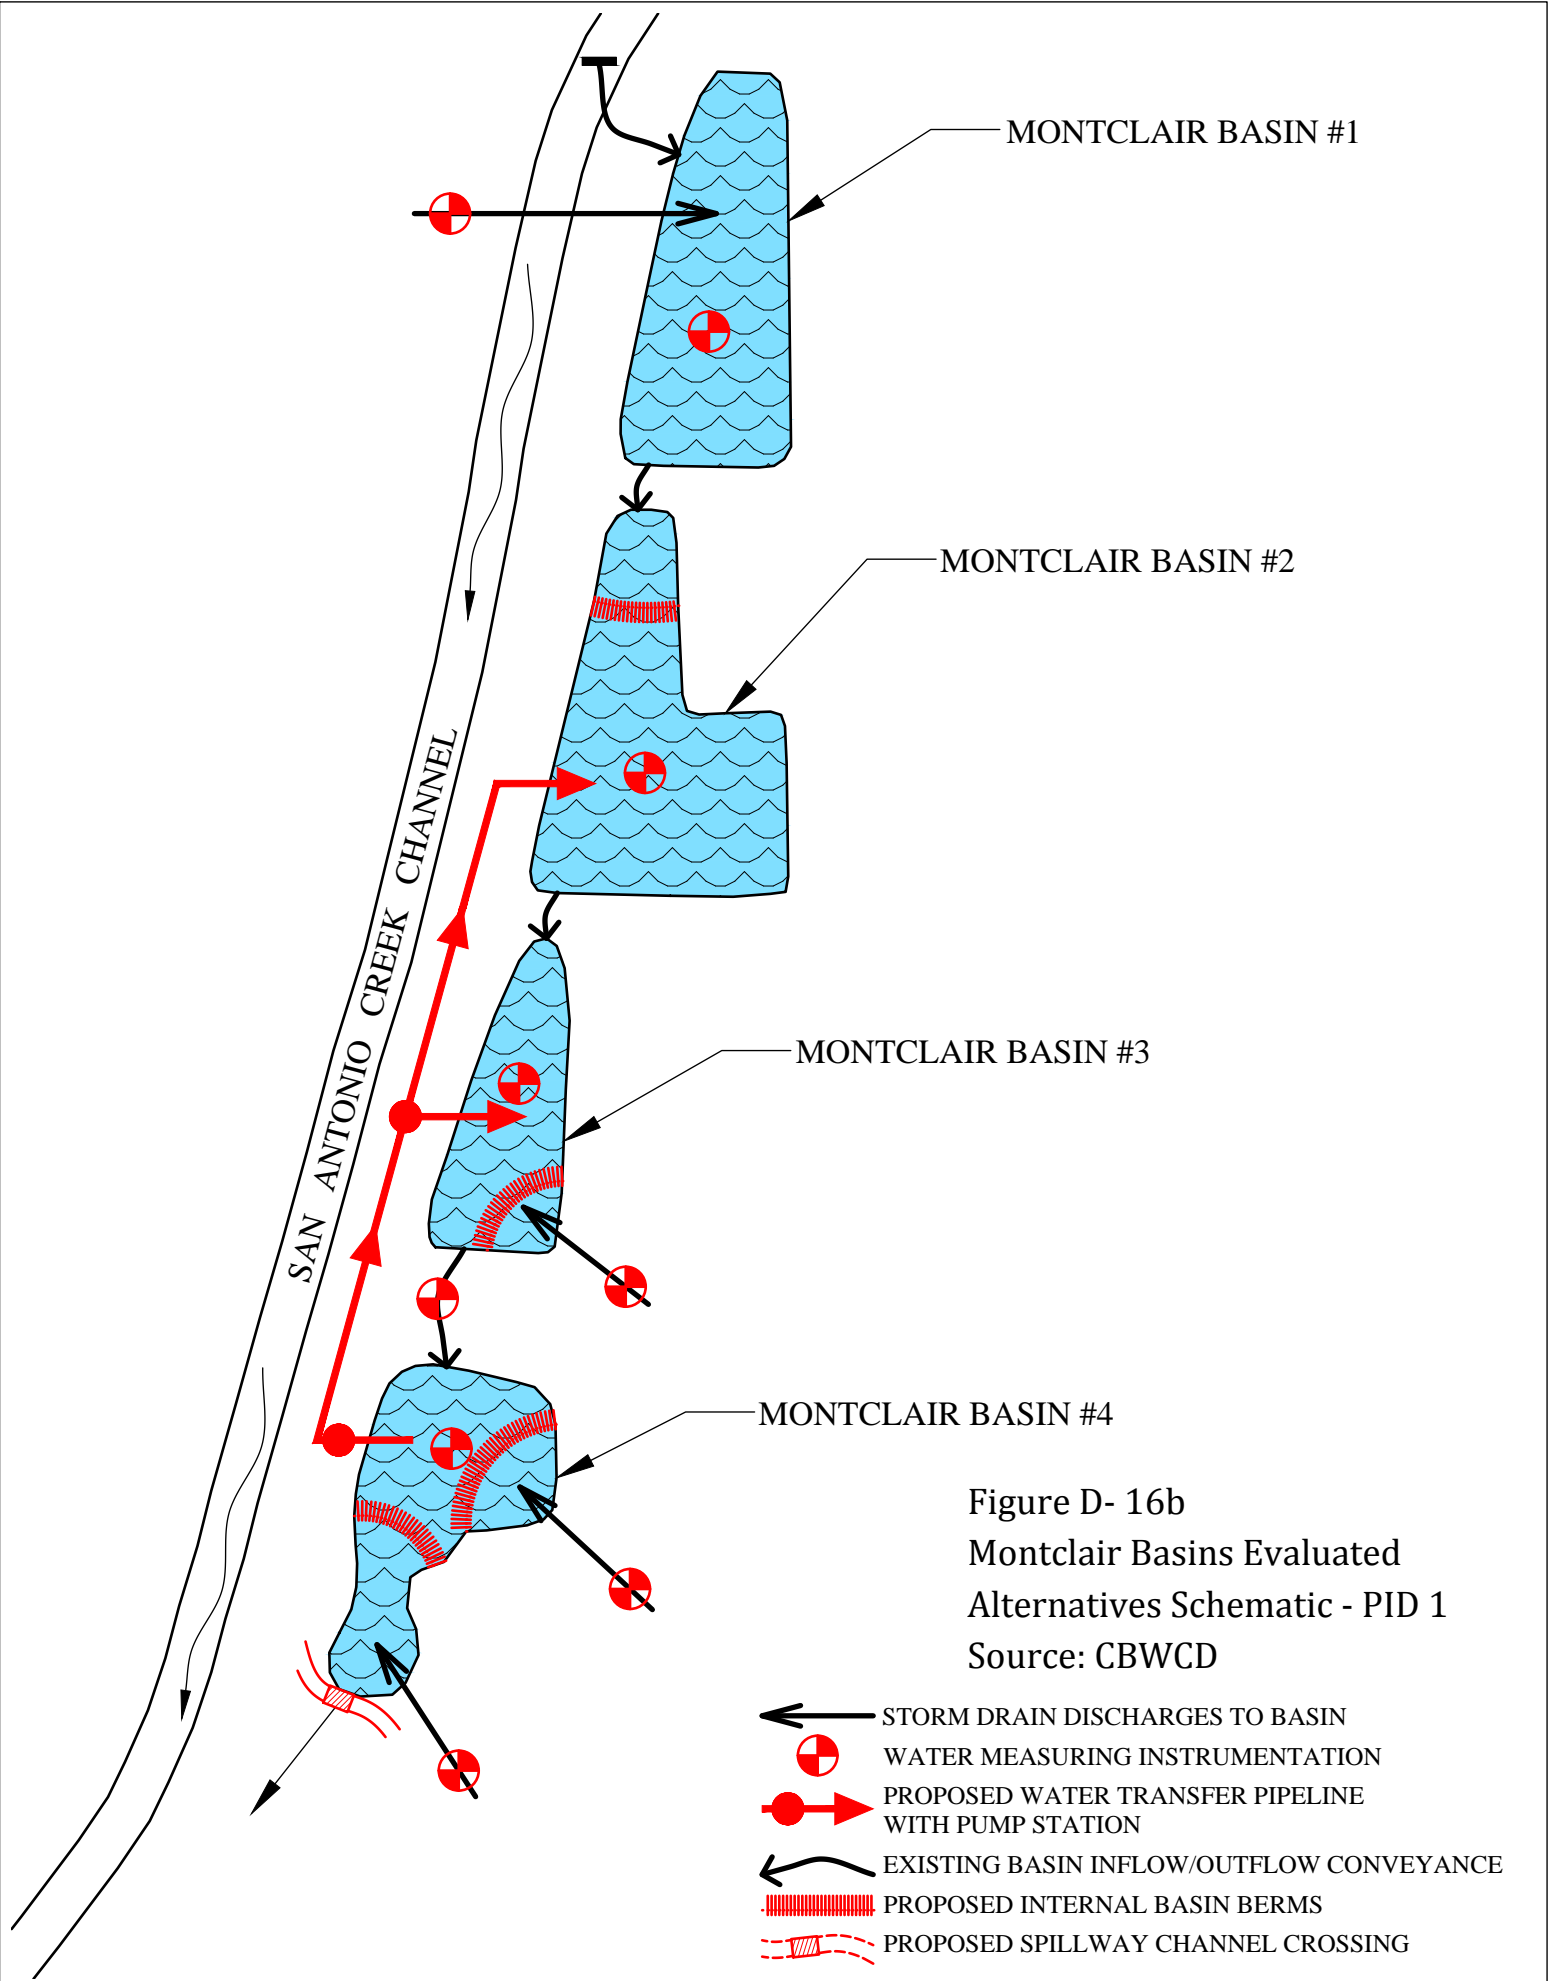 MONTCLAIR BASIN #1
MONTCLAIR BASIN #2
SAN ANTONIO CREEK CHANNEL
MONTCLAIR BASIN #3
MONTCLAIR BASIN #4
Figure D- 16b
Montclair Basins Evaluated
Alternatives Schematic - PID 1
Source: CBWCD
STORM DRAIN DISCHARGES TO BASIN
WATER MEASURING INSTRUMENTATION
PROPOSED WATER TRANSFER PIPELINE
WITH PUMP STATION
EXISTING BASIN INFLOW/OUTFLOW CONVEYANCE
PROPOSED INTERNAL BASIN BERMS
PROPOSED SPILLWAY CHANNEL CROSSING